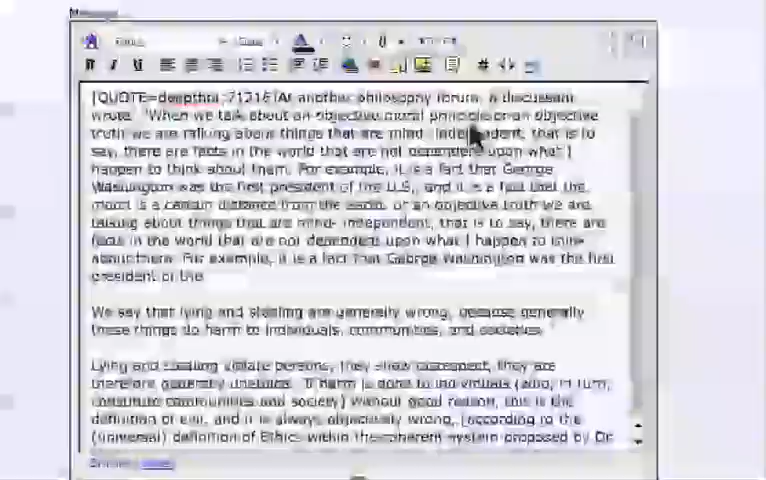 [QUOTE=deepthot;71216]At another philosophy forum, a discussant
wrote: "When we talk about an objective moral principle or an objective
truth we are talking about things that are mind- independent, that is to
say, there are facts in the world that are not dependent upon what I
happen to think about them. For example, it is a fact that George
Washington was the first president of the U.S., and it is a fact that the
moon is a certain distance from the earth. or an objective truth we are
talking about things that are mind- independent, that is to say, there are
facts in the world that are not dependent upon what I happen to think
about them. For example, it is a fact that George Washington was the first
president of the
We say that lying and stealing are generally wrong, because generally
these things do harm to individuals, communities, and societies.
Lying and stealing violate persons, they show disrespect, they are
therefore generally unethical. If harm is done to individuals (who, in turn,
constitute communities and society) without good reason, this is the
definition of evil, and it is always objectively wrong, [according to the
(universal) definition of Ethics within the coherent system proposed by Dr.